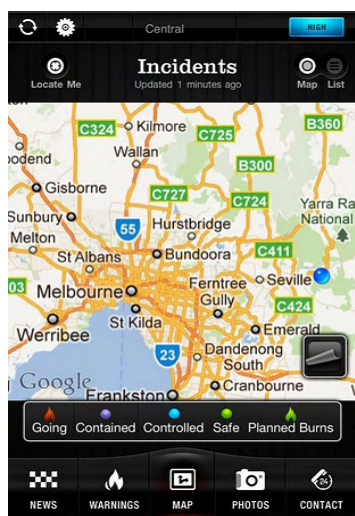 Central
HIGH
Incidents
Updated 1 minutes ago
Locate Me
Map List
C324
Kilmore
C725
B360
Wallan
B300
Gisborne
C727
C724
Yarra Ra
National
Sunbury
55
Hurstbridge
Melton
C411
St Albans
Bundoora
03
Ferntree
Gully
Seville
Melbourne
C424
St Kilda
Emerald
Werribee
23
Dandenong
South
Google
Frankston
Cranbourne
Going Contained Controlled Safe Planned Burns
24
NEWS WARNINGS MAP PHOTOS CONTACT